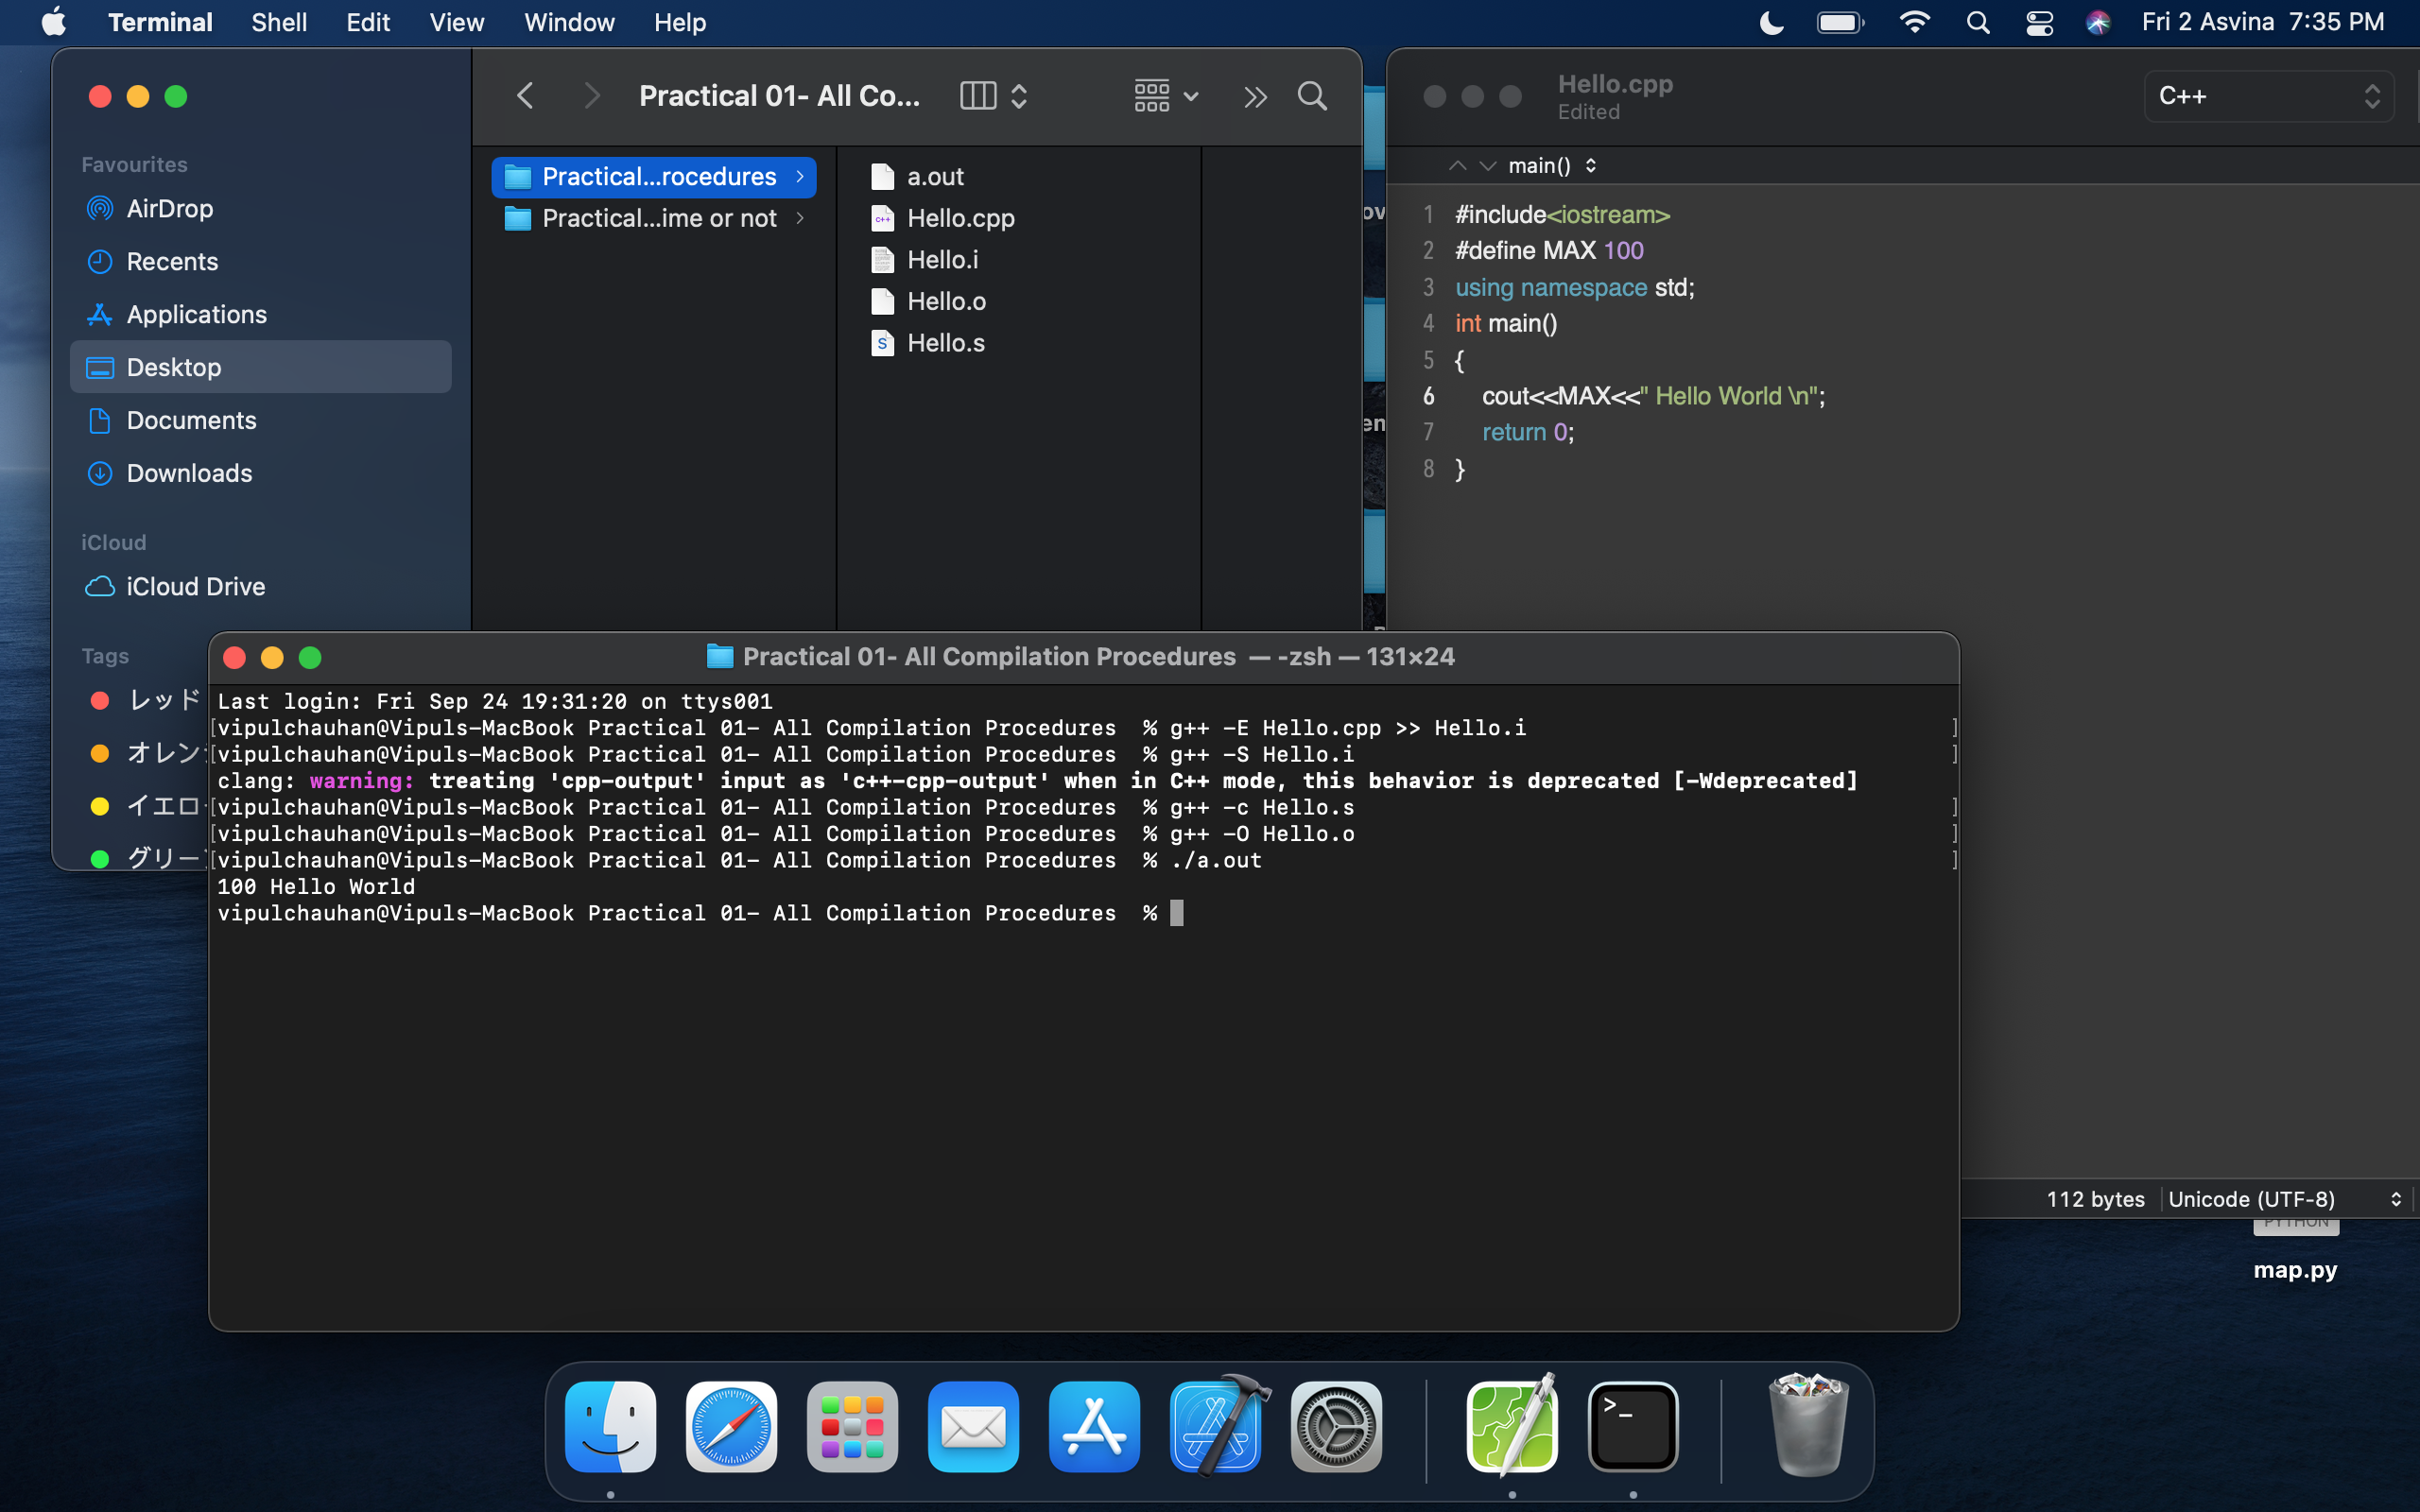 Terminal Shell Edit View Window Help Fri 2 Asvina 7:35 PM
Practical 01- All Co...
Favourites
AirDrop
Recents
Applications
Desktop
Documents
Downloads
iCloud
iCloud Drive
Tags
レッド
オレン
イエロ
グリー
Practical...rocedures
Practical...ime or not
a.out
Hello.cpp
Hello.i
Hello.o
Hello.s
Hello.cpp
Edited
C++
main()
1 #include<iostream>
2 #define MAX 100
3 using namespace std;
4 int main()
5 {
6 cout<<MAX<<" Hello World \n";
7 return 0;
8 }
112 bytes Unicode (UTF-8)
Practical 01- All Compilation Procedures — -zsh — 131×24
Last login: Fri Sep 24 19:31:20 on ttys001
[vipulchauhan@Vipuls-MacBook Practical 01- All Compilation Procedures  % g++ -E Hello.cpp >> Hello.i ]
[vipulchauhan@Vipuls-MacBook Practical 01- All Compilation Procedures  % g++ -S Hello.i ]
clang: warning: treating 'cpp-output' input as 'c++-cpp-output' when in C++ mode, this behavior is deprecated [-Wdeprecated]
[vipulchauhan@Vipuls-MacBook Practical 01- All Compilation Procedures  % g++ -c Hello.s ]
[vipulchauhan@Vipuls-MacBook Practical 01- All Compilation Procedures  % g++ -O Hello.o ]
[vipulchauhan@Vipuls-MacBook Practical 01- All Compilation Procedures  % ./a.out ]
100 Hello World
vipulchauhan@Vipuls-MacBook Practical 01- All Compilation Procedures  %
PYTHON
map.py